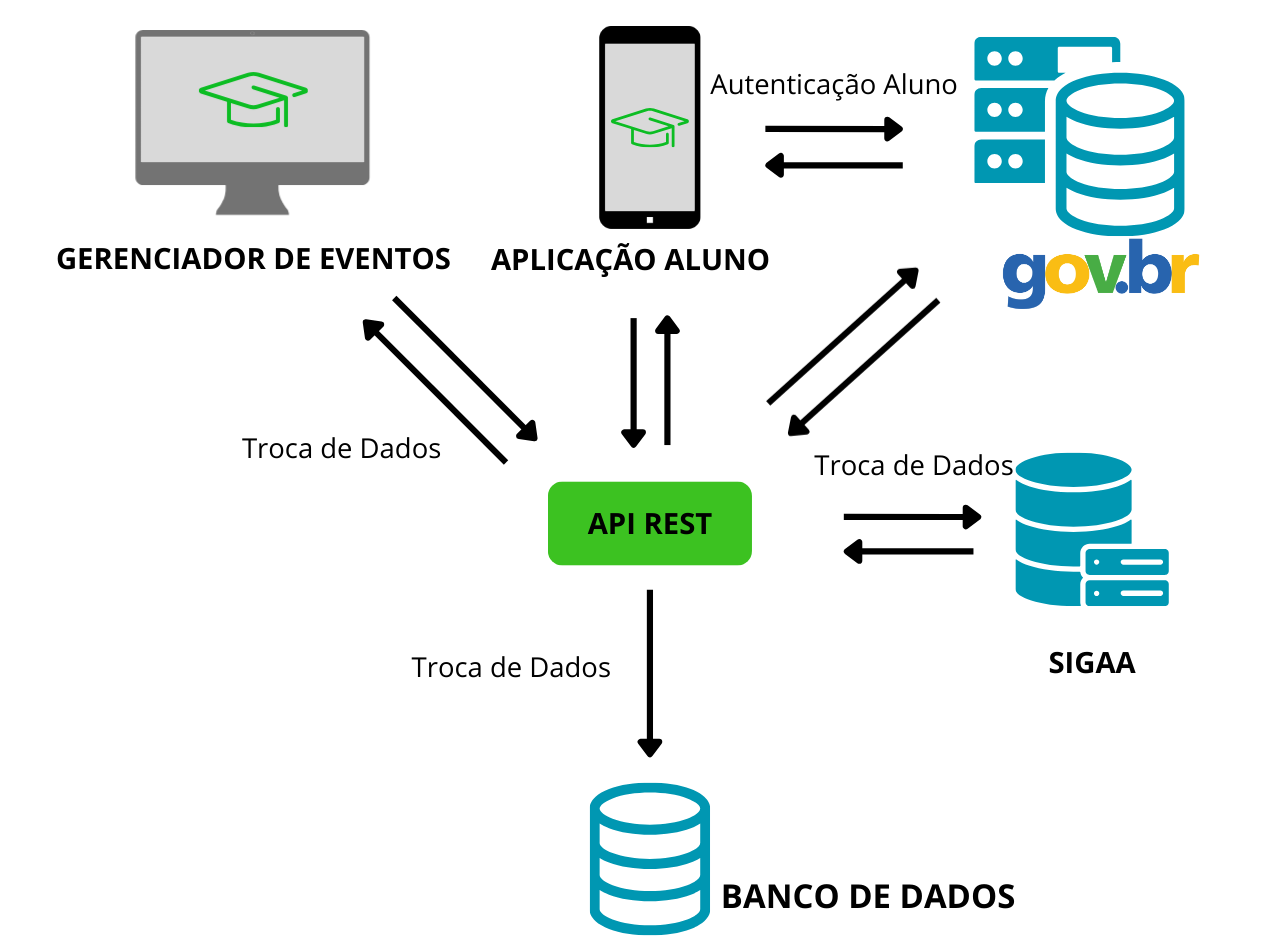 Autenticação Aluno
GERENCIADOR DE EVENTOS
APLICAÇÃO ALUNO
gov.br
Troca de Dados
Troca de Dados
API REST
SIGAA
Troca de Dados
BANCO DE DADOS